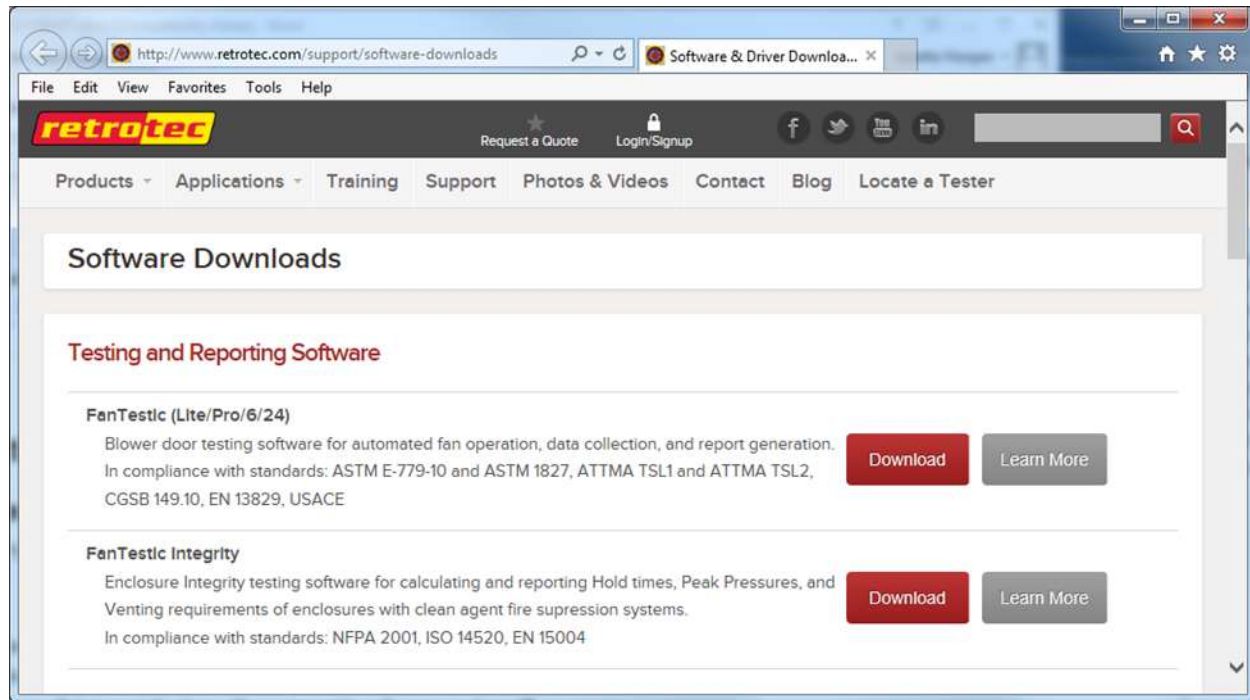 http://www.retrotec.com/support/software-downloads
Software & Driver Downloa...
File Edit View Favorites Tools Help
retrotec
Request a Quote Login/Signup
f You Tube in
Products Applications Training Support Photos & Videos Contact Blog Locate a Tester
Software Downloads
Testing and Reporting Software
FanTestic (Lite/Pro/6/24)
Blower door testing software for automated fan operation, data collection, and report generation.
In compliance with standards: ASTM E-779-10 and ASTM 1827, ATTMA TSL1 and ATTMA TSL2,
CGSB 149.10, EN 13829, USACE
Download Learn More
FanTestic Integrity
Enclosure Integrity testing software for calculating and reporting Hold times, Peak Pressures, and
Venting requirements of enclosures with clean agent fire supression systems.
In compliance with standards: NFPA 2001, ISO 14520, EN 15004
Download Learn More